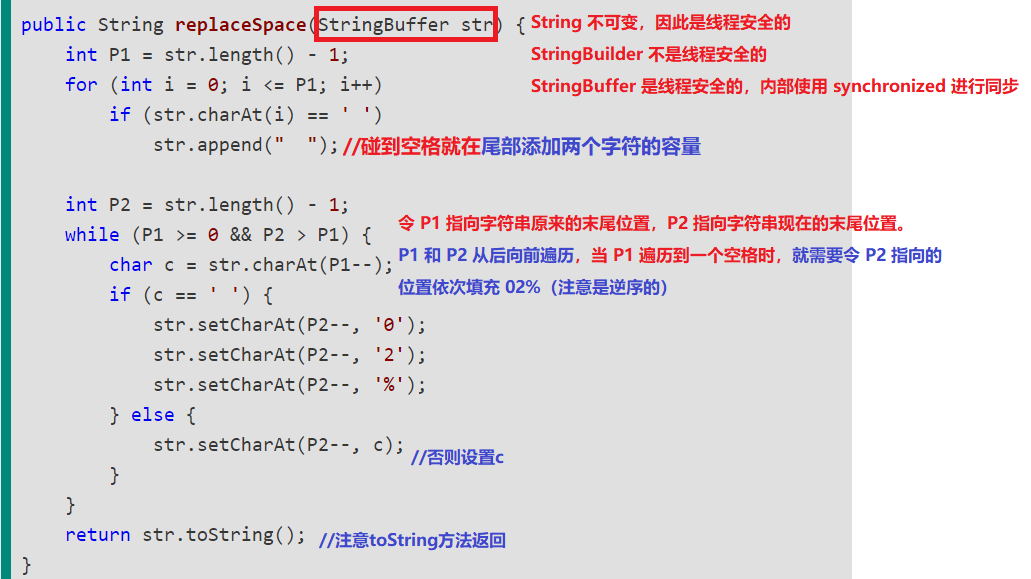 public String replaceSpace(StringBuffer str) { String 不可变，因此是线程安全的
int P1 = str.length() - 1; StringBuilder 不是线程安全的
for (int i = 0; i <= P1; i++) StringBuffer 是线程安全的，内部使用 synchronized 进行同步
if (str.charAt(i) == ' ')
str.append("  "); //碰到空格就在尾部添加两个字符的容量
int P2 = str.length() - 1;
令 P1 指向字符串原来的末尾位置，P2 指向字符串现在的末尾位置。
while (P1 >= 0 && P2 > P1) {
char c = str.charAt(P1--); P1 和 P2 从后向前遍历，当 P1 遍历到一个空格时，就需要令 P2 指向的
if (c == ' ') { 位置依次填充 02%（注意是逆序的）
str.setCharAt(P2--, '0');
str.setCharAt(P2--, '2');
str.setCharAt(P2--, '%');
} else {
str.setCharAt(P2--, c); //否则设置c
}
}
return str.toString(); //注意toString方法返回
}